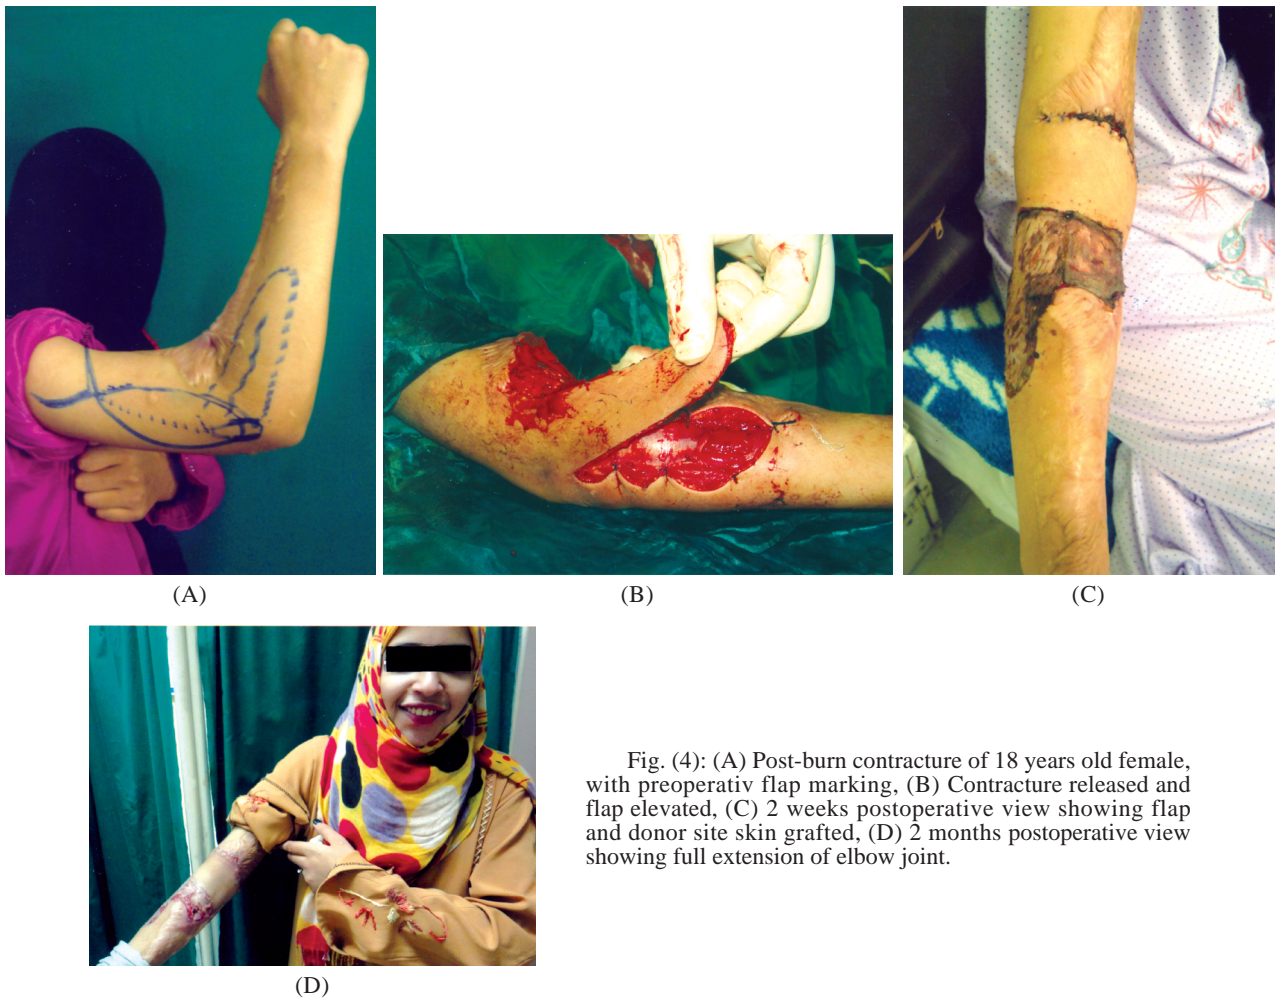 (A)
(B)
(C)
(D)
Fig. (4): (A) Post-burn contracture of 18 years old female,
with preoperativ flap marking, (B) Contracture released and
flap elevated, (C) 2 weeks postoperative view showing flap
and donor site skin grafted, (D) 2 months postoperative view
showing full extension of elbow joint.